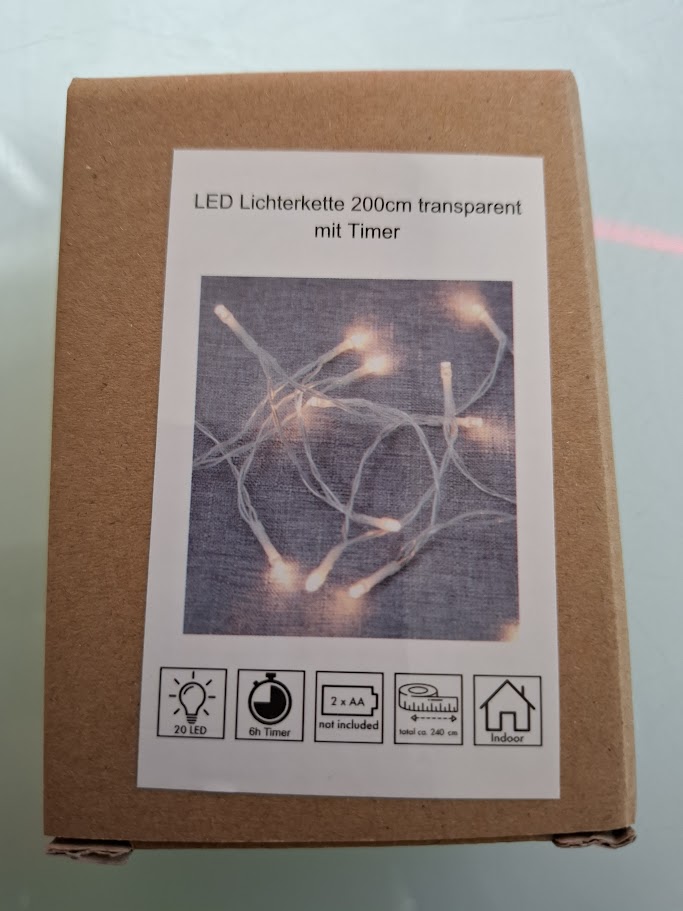 LED Lichterkette 200cm transparent
mit Timer
20 LED
6h Timer
2 x AA
not included
total ca. 240 cm
Indoor